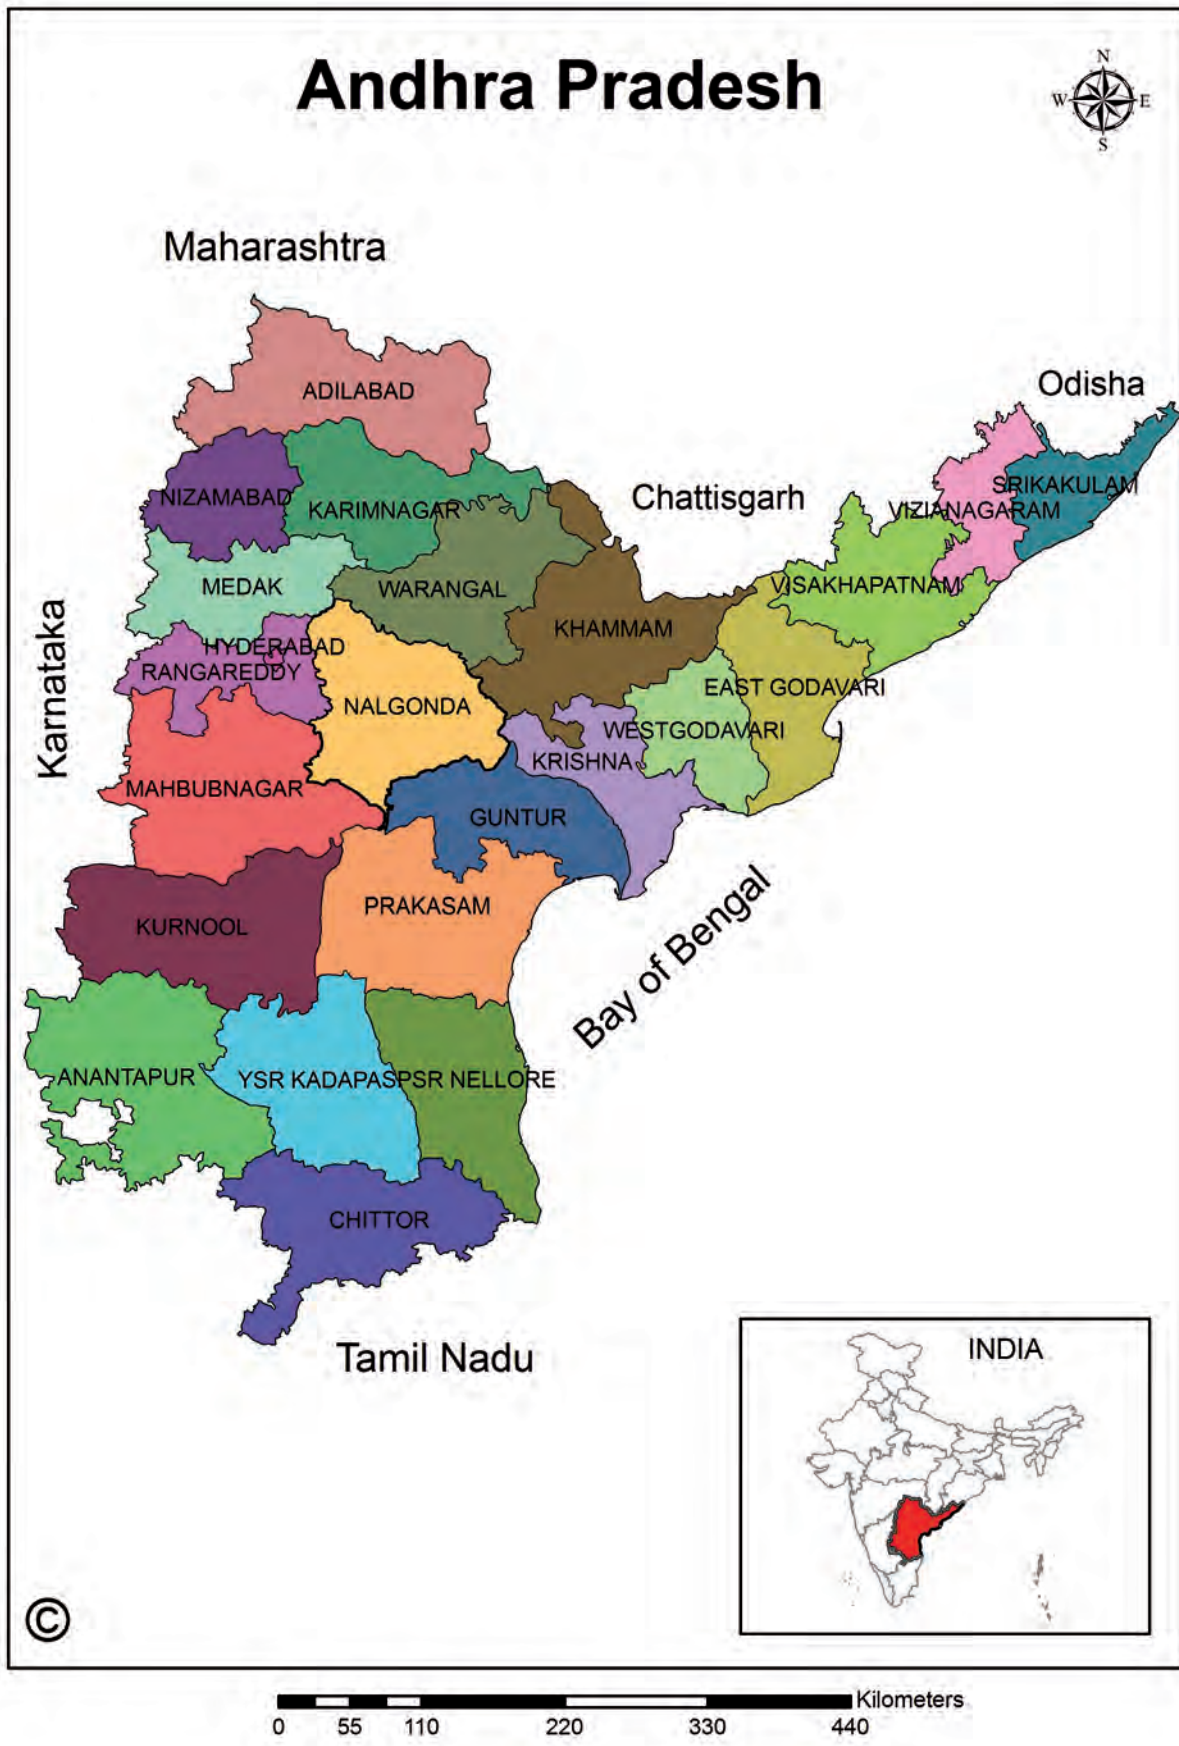 Andhra Pradesh
N
W E
S
Maharashtra
ADILABAD
Odisha
NIZAMABAD
KARIMNAGAR
Chattisgarh
SRIKAKULAM
VIZIANAGARAM
MEDAK
WARANGAL
VISAKHAPATNAM
KHAMMAM
HYDERABAD
RANGAREDDY
Karnataka
NALGONDA
EAST GODAVARI
WESTGODAVARI
KRISHNA
MAHBUBNAGAR
GUNTUR
PRAKASAM
KURNOOL
Bay of Bengal
ANANTAPUR
YSR KADAPA
SPSR NELLORE
CHITTOR
Tamil Nadu
INDIA
©
Kilometers
0 55 110 220 330 440